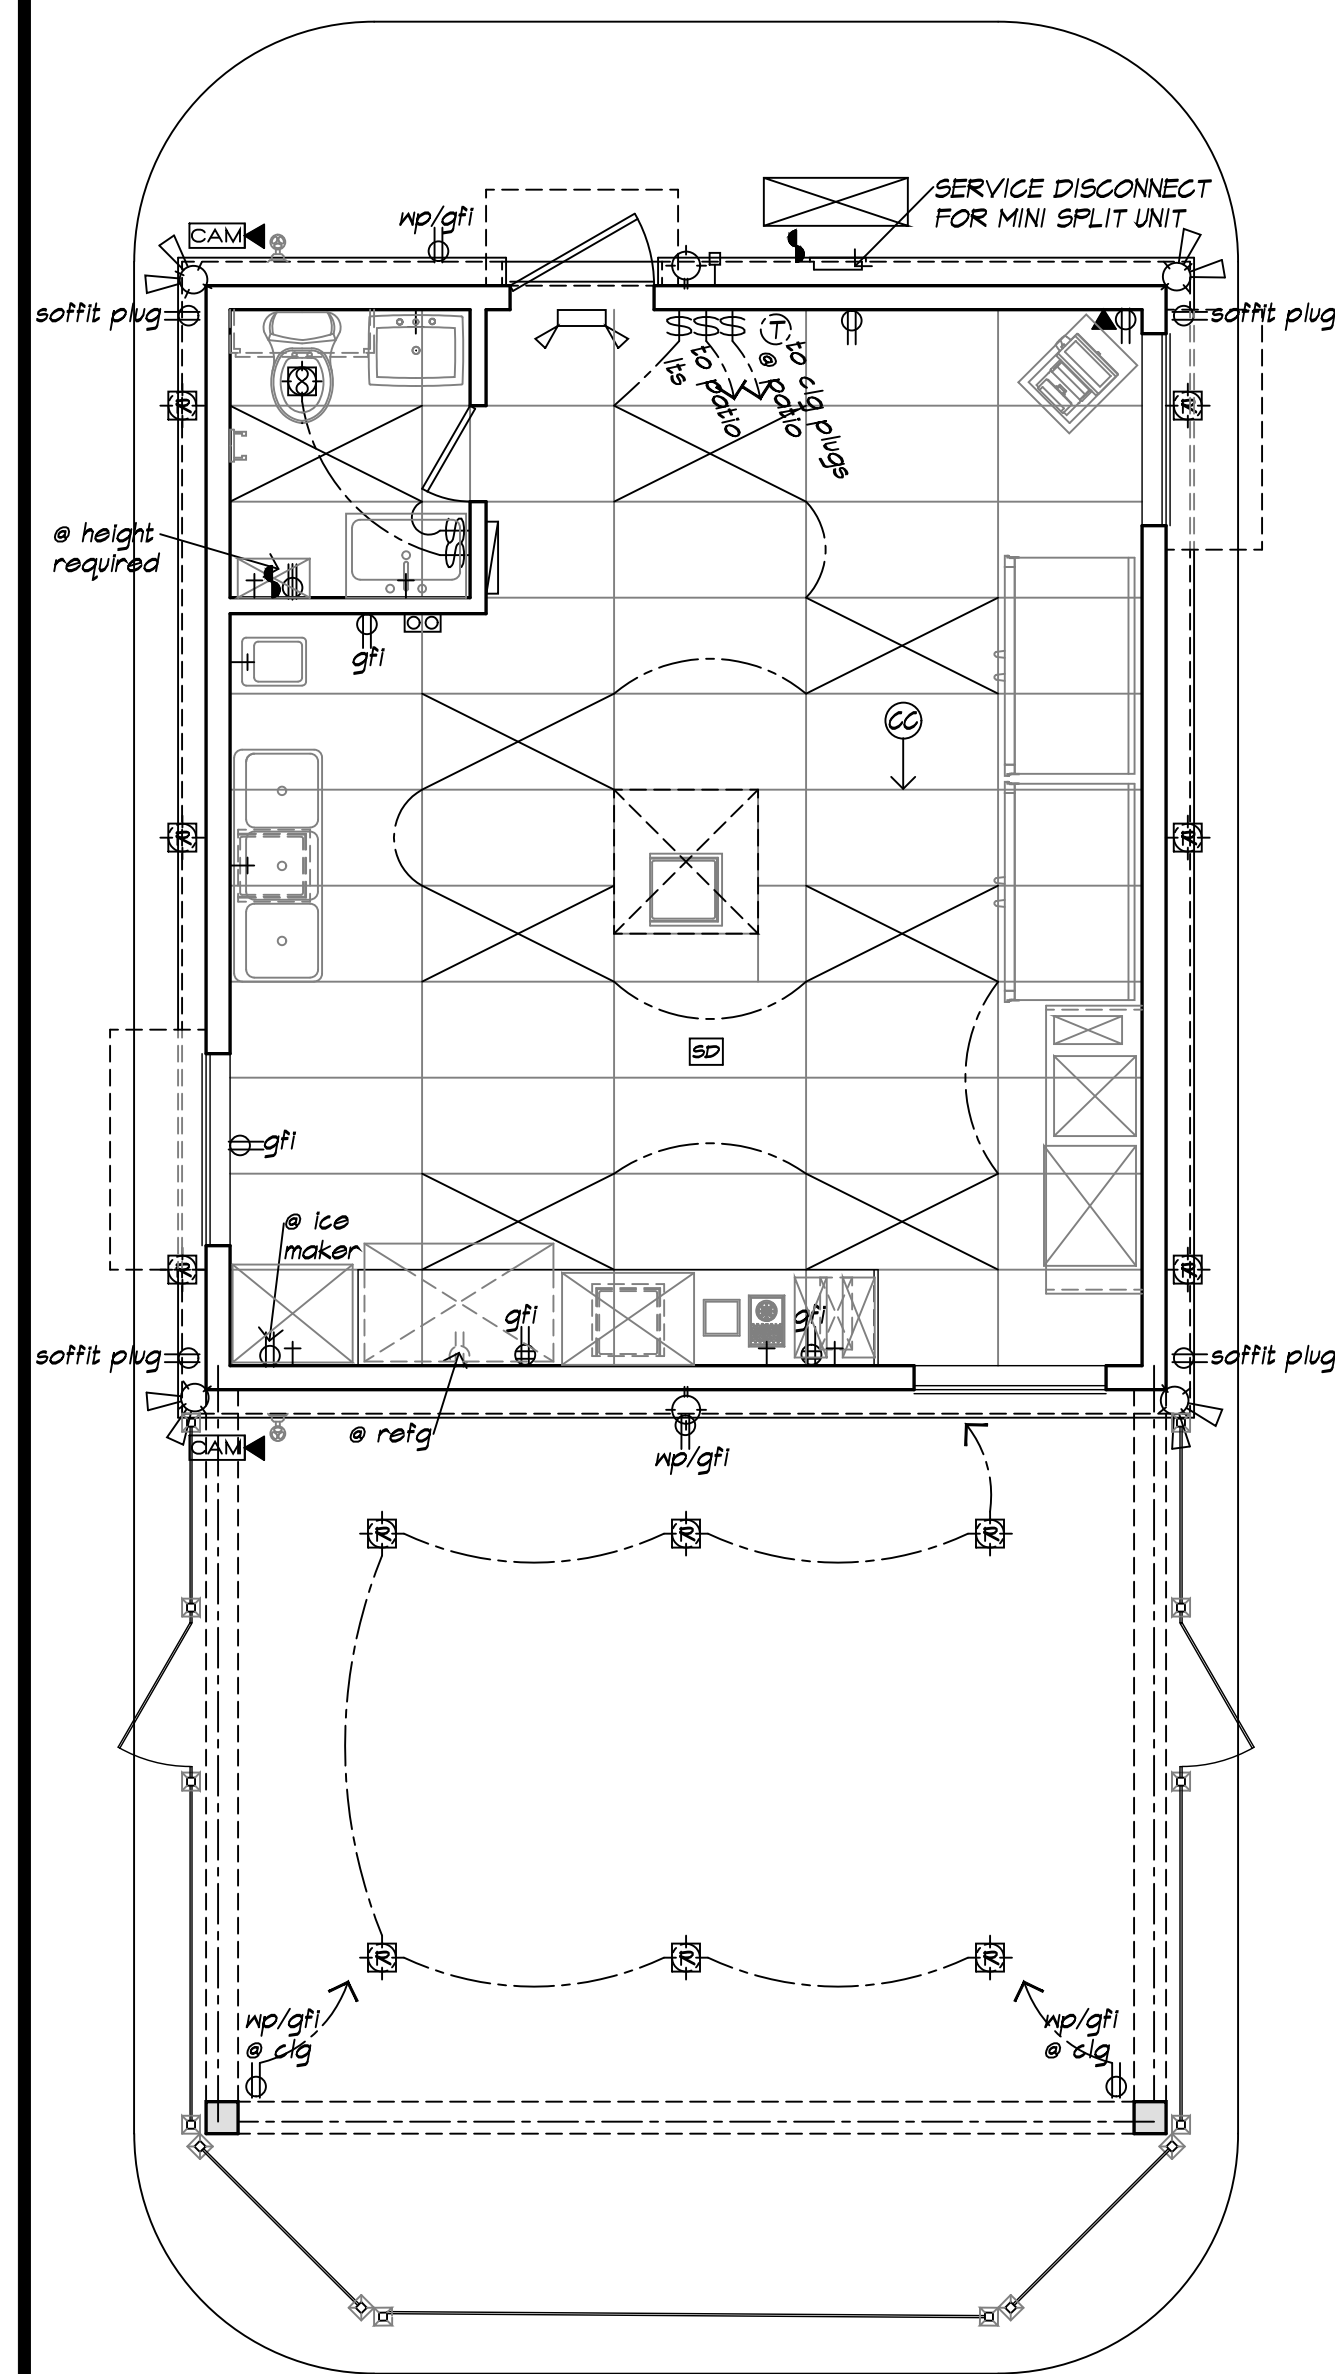 SERVICE DISCONNECT
FOR MINI SPLIT UNIT
CAM
wp/gfi
soffit plug
soffit plug
$$$
T
lts
to patio
to clg plugs
@ patio
R
R
@ height
required
gfi
CC
R
R
SD
gfi
@ ice
maker
R
R
gfi
gfi
soffit plug
soffit plug
@ refg
CAM
wp/gfi
R
R
R
R
R
R
wp/gfi
@ clg
wp/gfi
@ clg